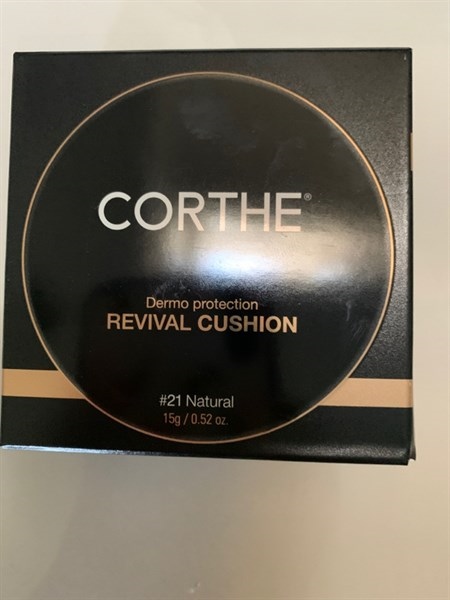 CORTHE®
Dermo protection
REVIVAL CUSHION
#21 Natural
15g / 0.52 oz.